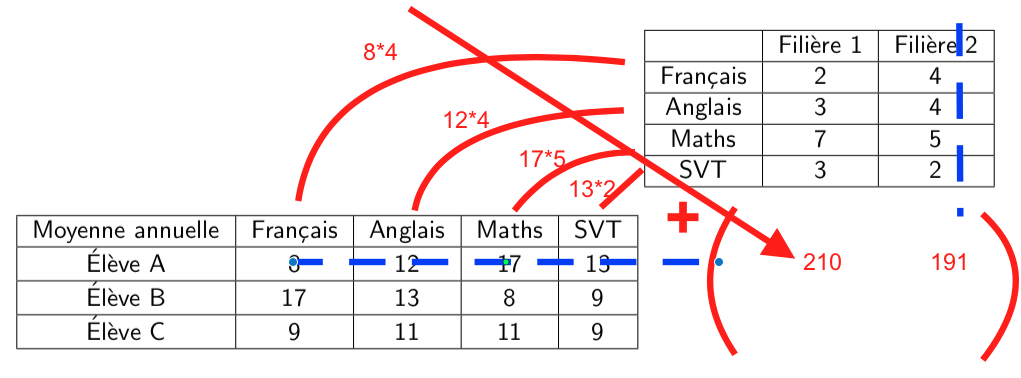 8*4
12*4
17*5
13*2
Filière 1 Filière 2
Français 2 4
Anglais 3 4
Maths 7 5
SVT 3 2
+
210 191
Moyenne annuelle Français Anglais Maths SVT
Élève A 8 12 17 13
Élève B 17 13 8 9
Élève C 9 11 11 9